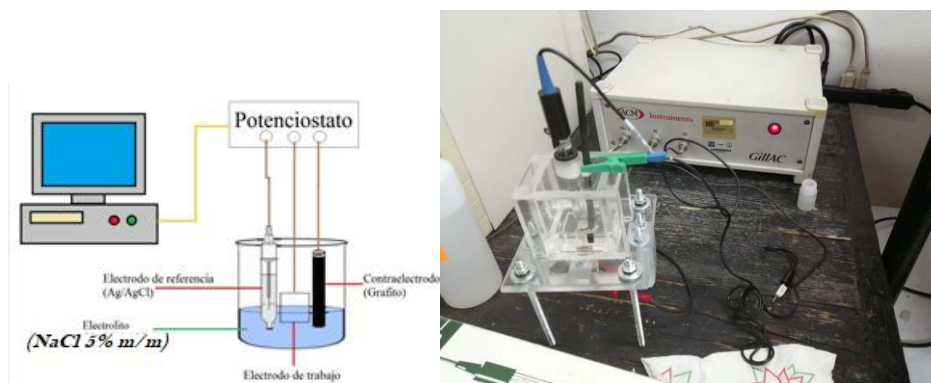 Potenciostato
Electrodo de referencia
(Ag/AgCl)
Contraelectrodo
(Grafito)
Electrolito
(NaCl 5% m/m)
Electrodo de trabajo
ACM Instruments
GillAC